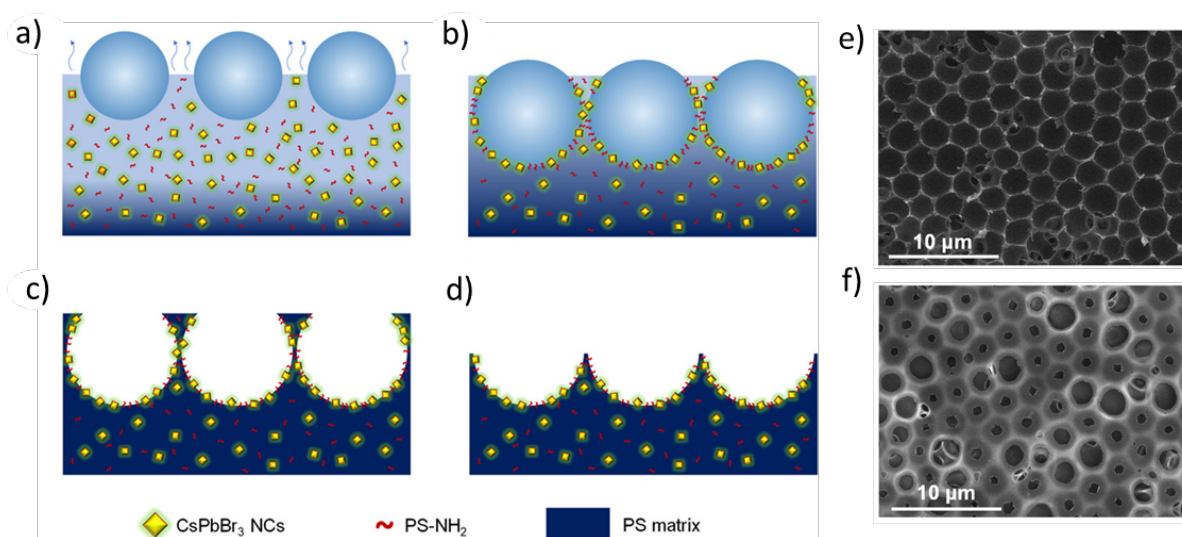 a)
b)
c)
d)
e)
10 µm
f)
10 µm
CsPbBr₃ NCs
PS-NH₂
PS matrix